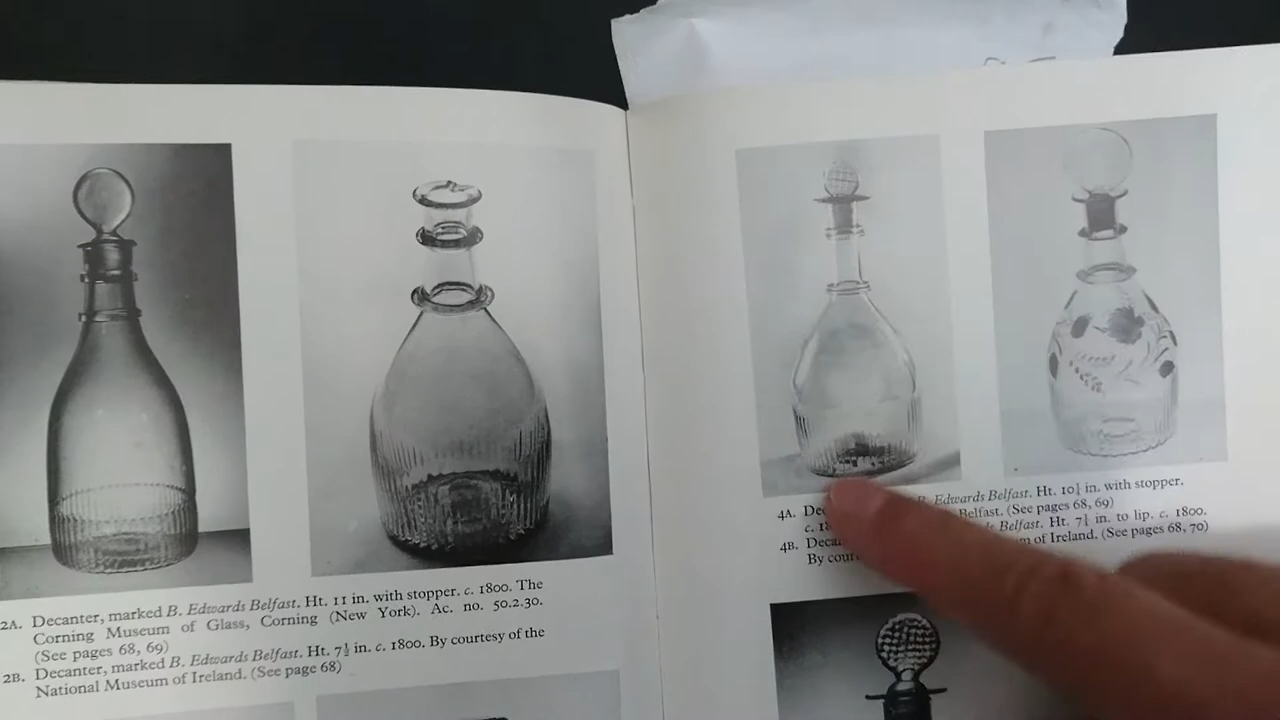 2A. Decanter, marked B. Edwards Belfast. Ht. 11 in. with stopper. c. 1800. The
Corning Museum of Glass, Corning (New York). Ac. no. 50.2.30.
(See pages 68, 69)
2B. Decanter, marked B. Edwards Belfast. Ht. 7½ in. c. 1800. By courtesy of the
National Museum of Ireland. (See page 68)
4A. B. Edwards Belfast. Ht. 10¼ in. with stopper.
Belfast. (See pages 68, 69)
4B. Belfast. Ht. 7¼ in. to lip. c. 1800.
By of Ireland. (See pages 68, 70)